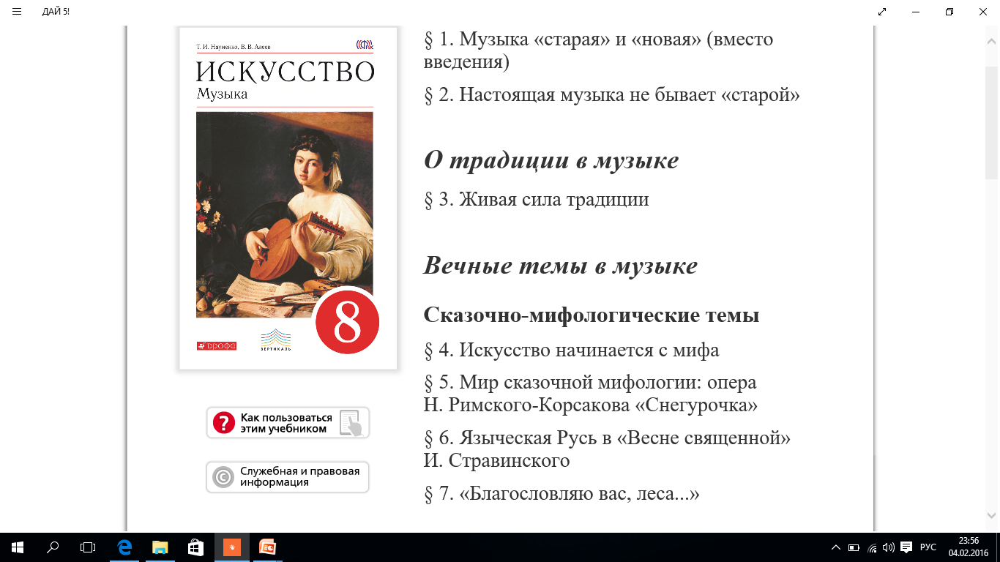 ДАЙ 5!
Т. И. Науменко, В. В. Алеев
ФГОС
ИСКУССТВО
Музыка
8
ДРОФА
ВЕРТИКАЛЬ
? Как пользоваться
этим учебником
© Служебная и правовая
информация
§ 1. Музыка «старая» и «новая» (вместо
введения)
§ 2. Настоящая музыка не бывает «старой»
О традиции в музыке
§ 3. Живая сила традиции
Вечные темы в музыке
Сказочно-мифологические темы
§ 4. Искусство начинается с мифа
§ 5. Мир сказочной мифологии: опера
Н. Римского-Корсакова «Снегурочка»
§ 6. Языческая Русь в «Весне священной»
И. Стравинского
§ 7. «Благословляю вас, леса...»
РУС
23:56
04.02.2016